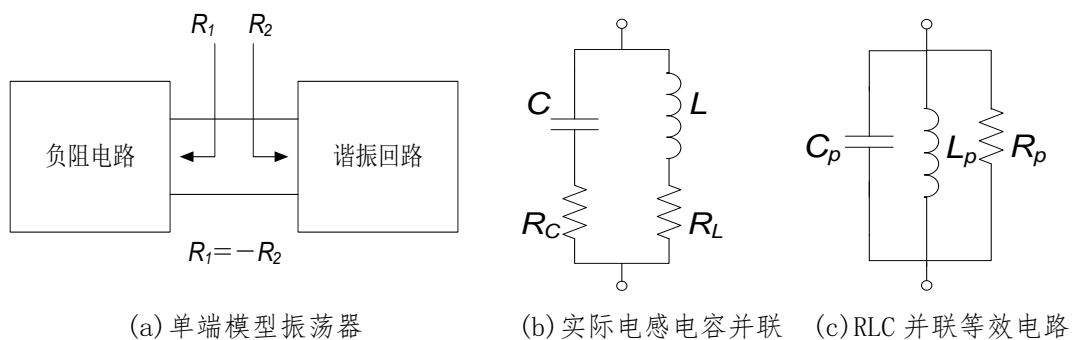 R1 R2
负阻电路
谐振回路
R1=-R2
C
L
RC
RL
Cp
Lp
Rp
(a)单端模型振荡器
(b)实际电感电容并联
(c)RLC 并联等效电路